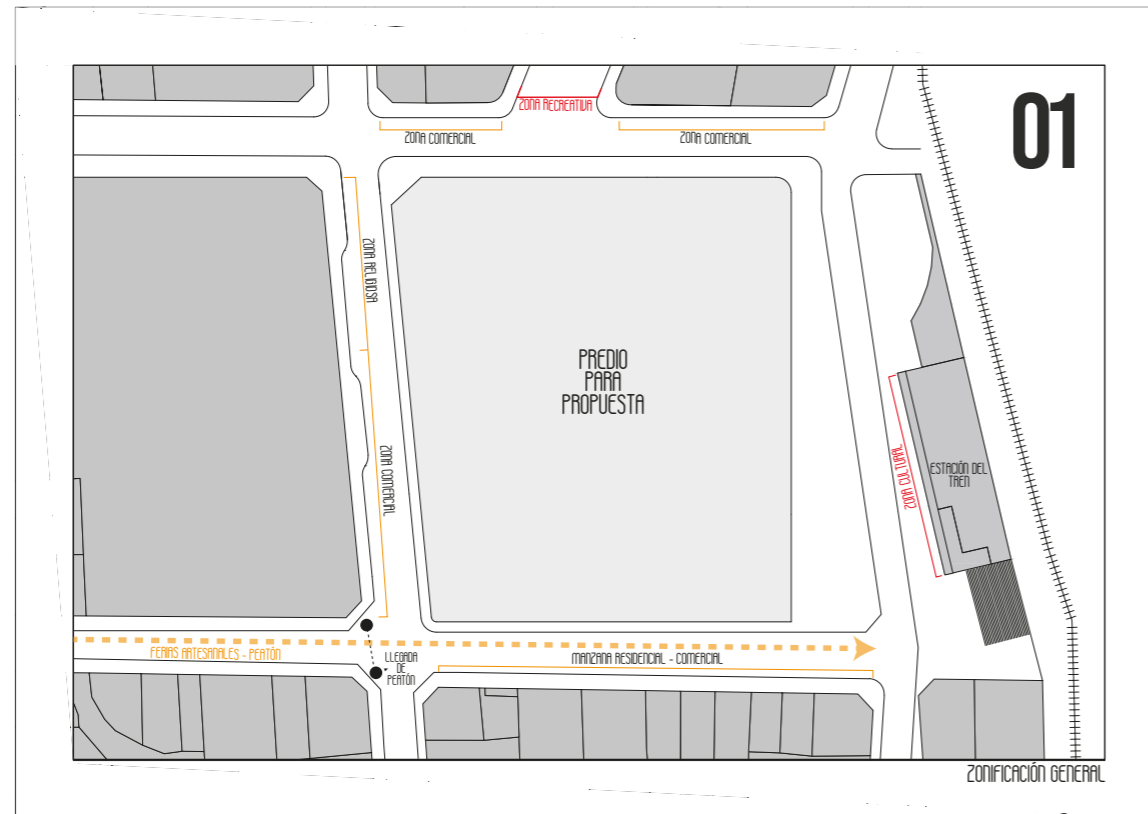 ZONA RECREATIVA
01
ZONA COMERCIAL
ZONA COMERCIAL
ZONA RELIGIOSA
PREDIO
PARA
PROPUESTA
ZONA COMERCIAL
ZONA CULTURAL
ESTACIÓN DEL
TREN
FERIAS ARTESANALES - PEATÓN
LLEGADA
DE
PEATÓN
MANZANA RESIDENCIAL - COMERCIAL
ZONIFICACIÓN GENERAL